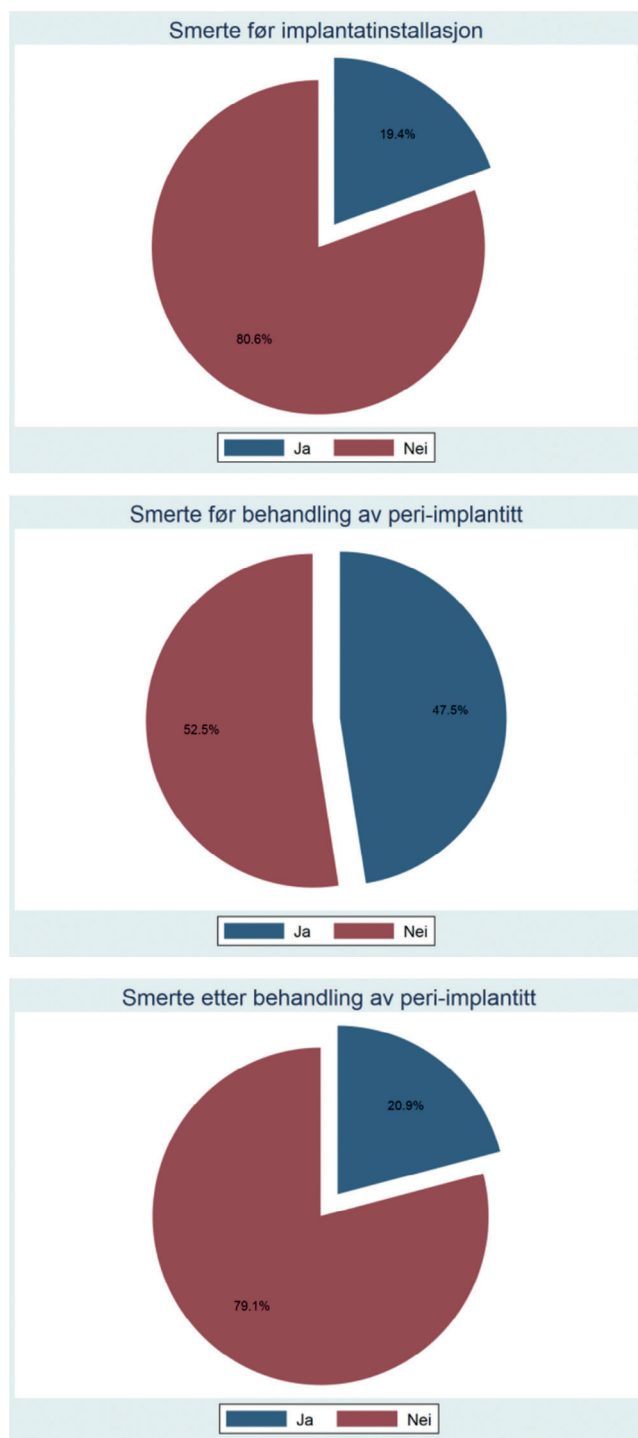 Smerte før implantatinstallasjon
19.4%
80.6%
Ja Nei
Smerte før behandling av peri-implantitt
47.5%
52.5%
Ja Nei
Smerte etter behandling av peri-implantitt
20.9%
79.1%
Ja Nei